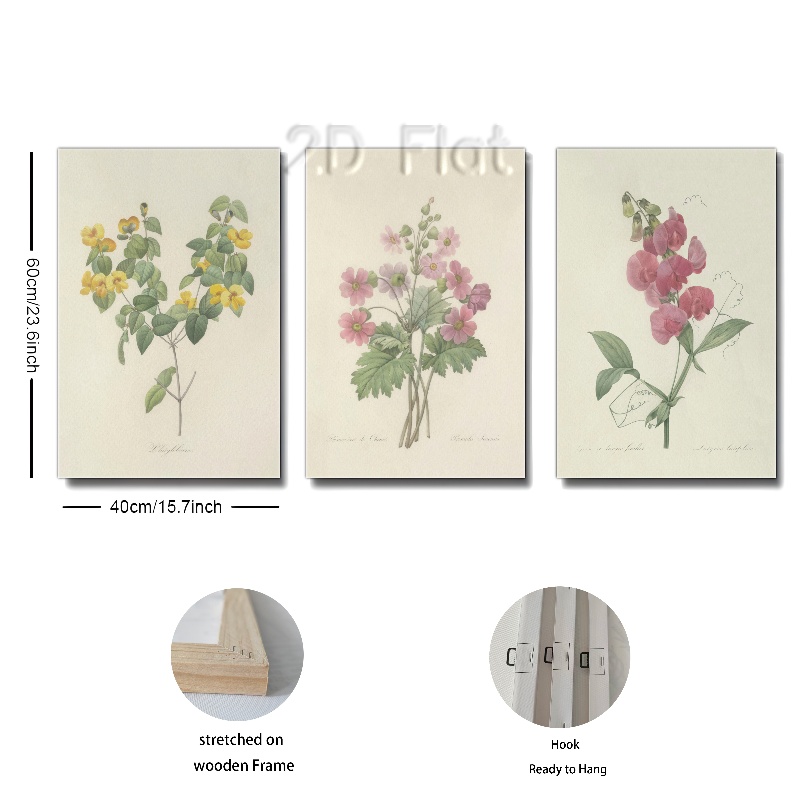 2D Flat
60cm/23.6inch
40cm/15.7inch
stretched on
wooden Frame
Hook
Ready to Hang